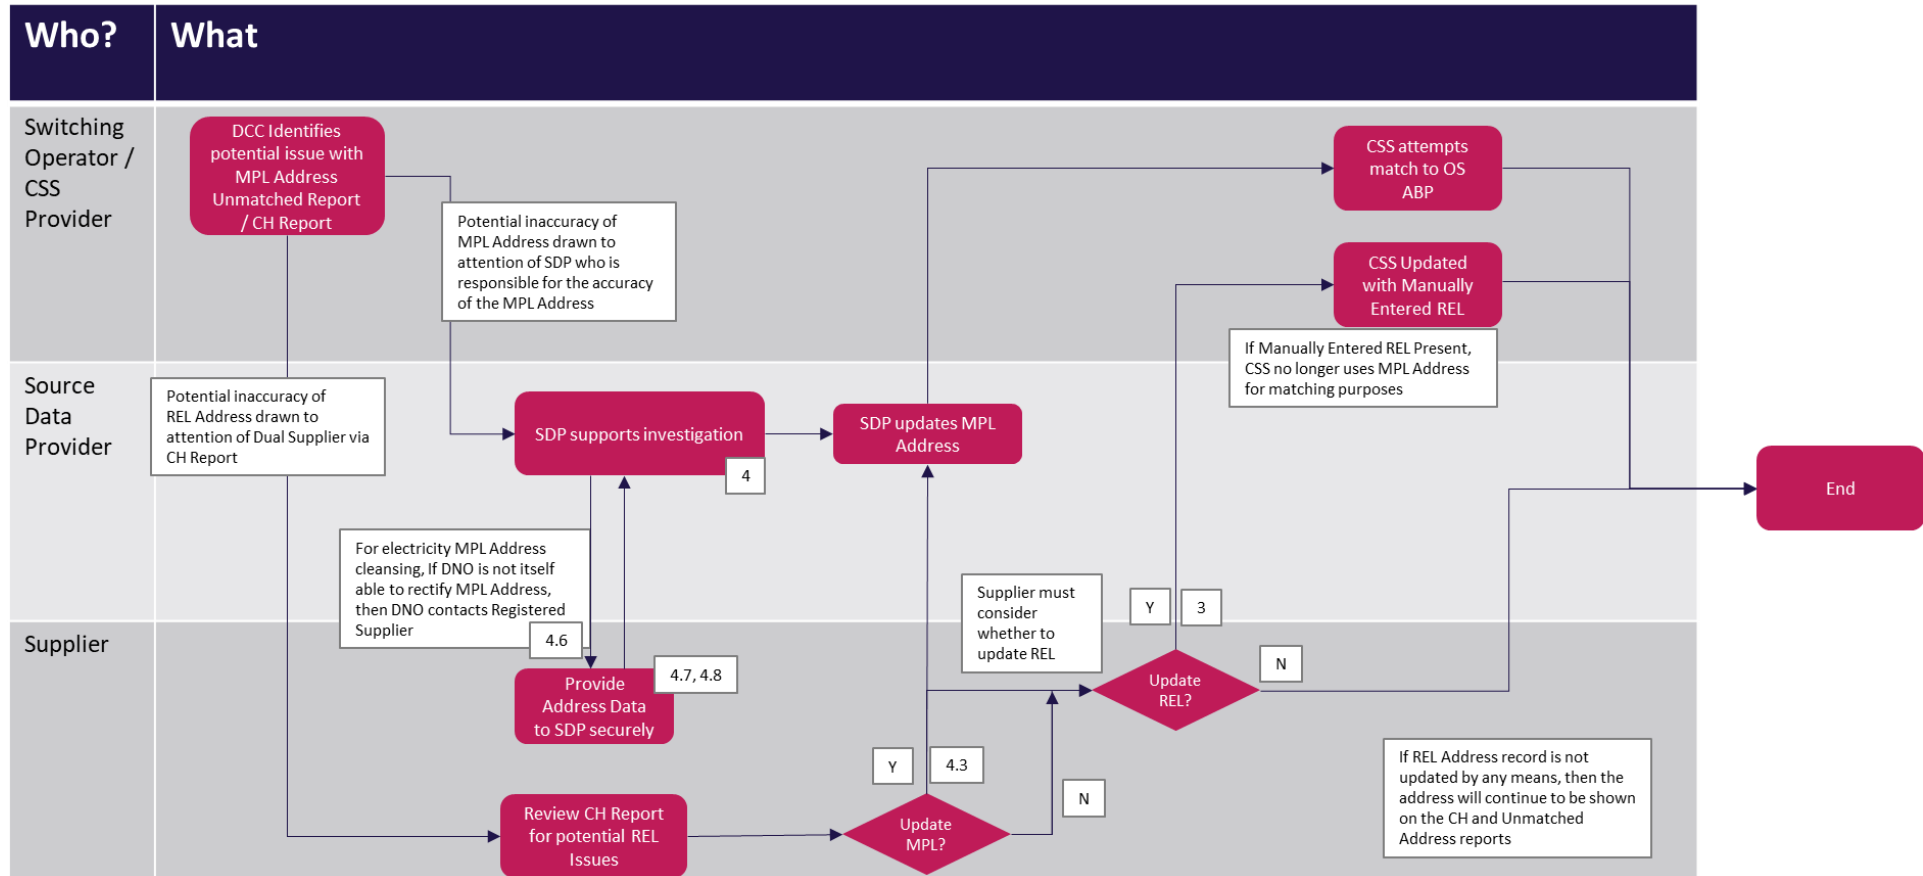 Who?
What
Switching
Operator /
CSS
Provider
DCC Identifies
potential issue with
MPL Address
Unmatched Report
/ CH Report
Potential inaccuracy of
MPL Address drawn to
attention of SDP who is
responsible for the accuracy
of the MPL Address
CSS attempts
match to OS
ABP
CSS Updated
with Manually
Entered REL
If Manually Entered REL Present,
CSS no longer uses MPL Address
for matching purposes
Source
Data
Provider
Potential inaccuracy of
REL Address drawn to
attention of Dual Supplier via
CH Report
SDP supports investigation
4
SDP updates MPL
Address
End
For electricity MPL Address
cleansing, If DNO is not itself
able to rectify MPL Address,
then DNO contacts Registered
Supplier
4.6
Supplier must
consider
whether to
update REL
Y
3
Supplier
Provide
Address Data
to SDP securely
4.7, 4.8
Update
REL?
N
Y
4.3
N
Review CH Report
for potential REL
Issues
Update
MPL?
If REL Address record is not
updated by any means, then the
address will continue to be shown
on the CH and Unmatched
Address reports